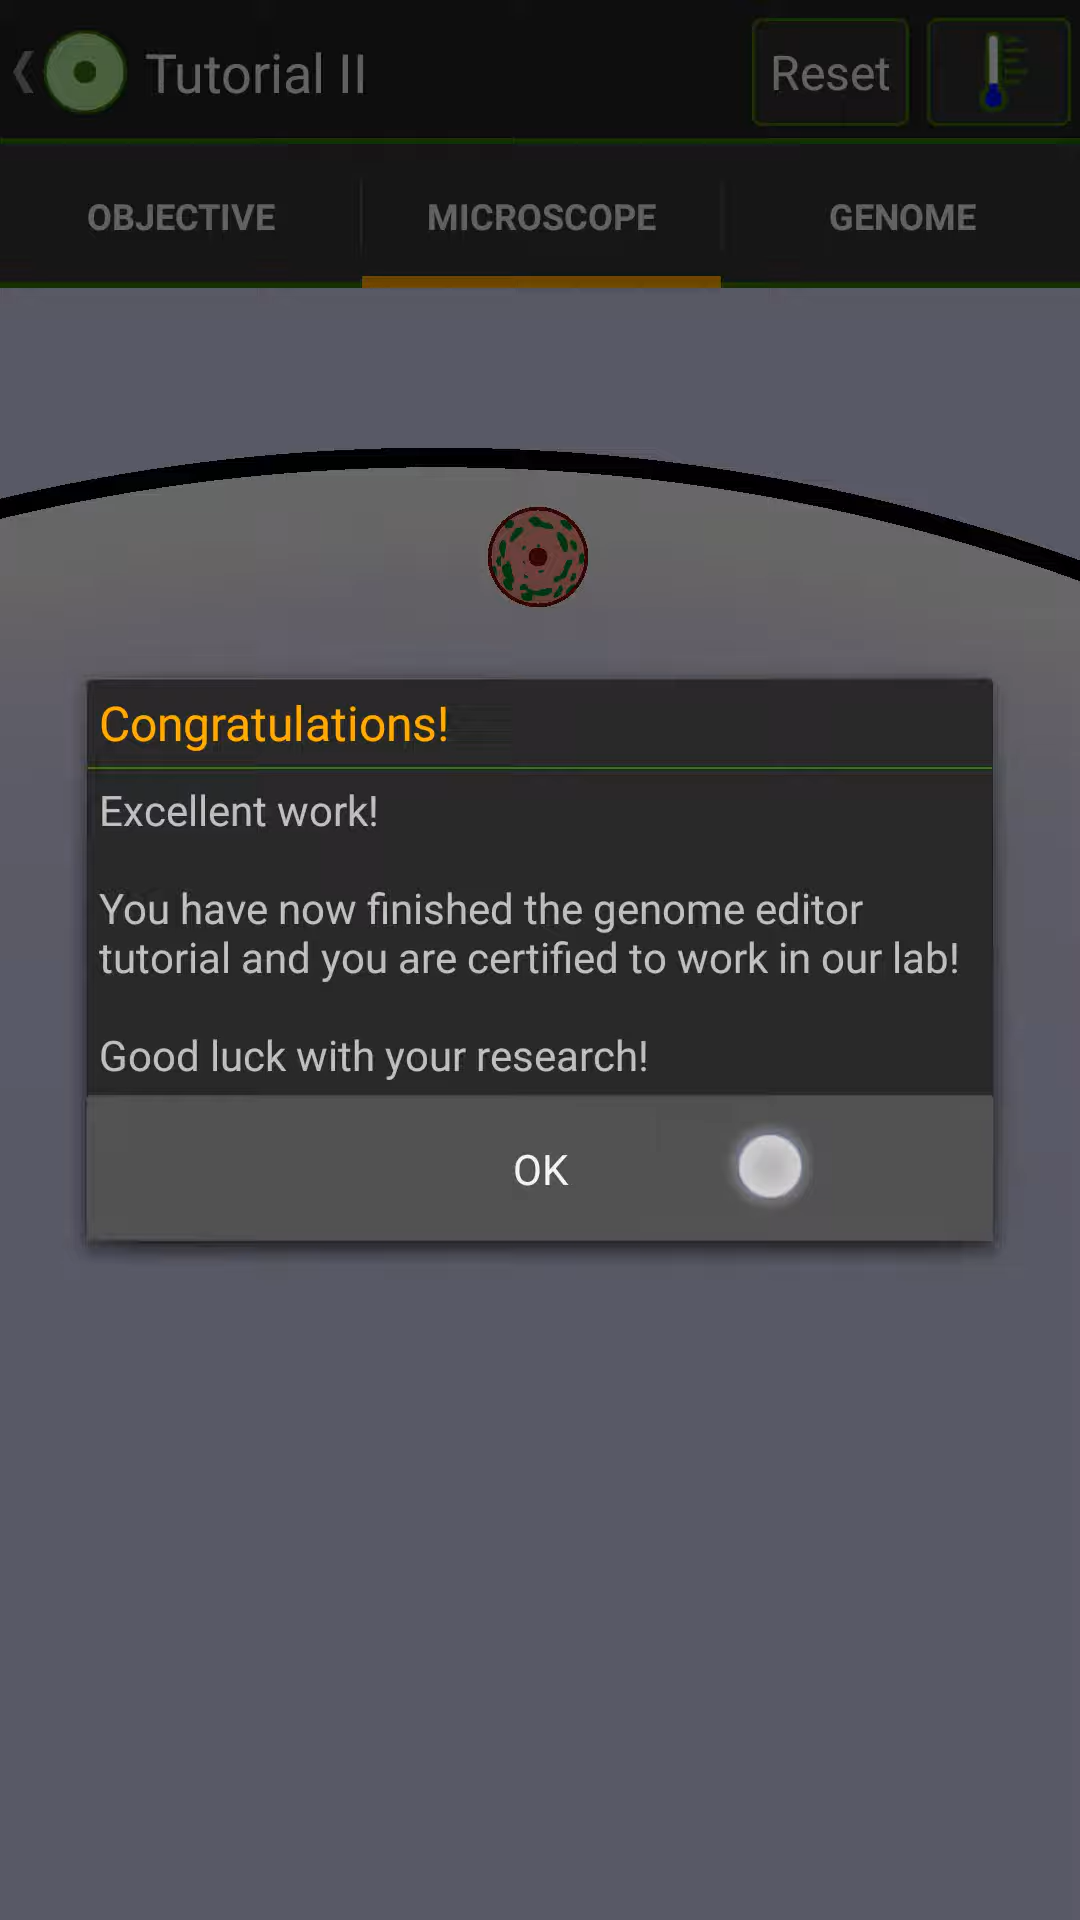 Tutorial II
Reset
OBJECTIVE
MICROSCOPE
GENOME
Congratulations!
Excellent work!
You have now finished the genome editor
tutorial and you are certified to work in our lab!
Good luck with your research!
OK